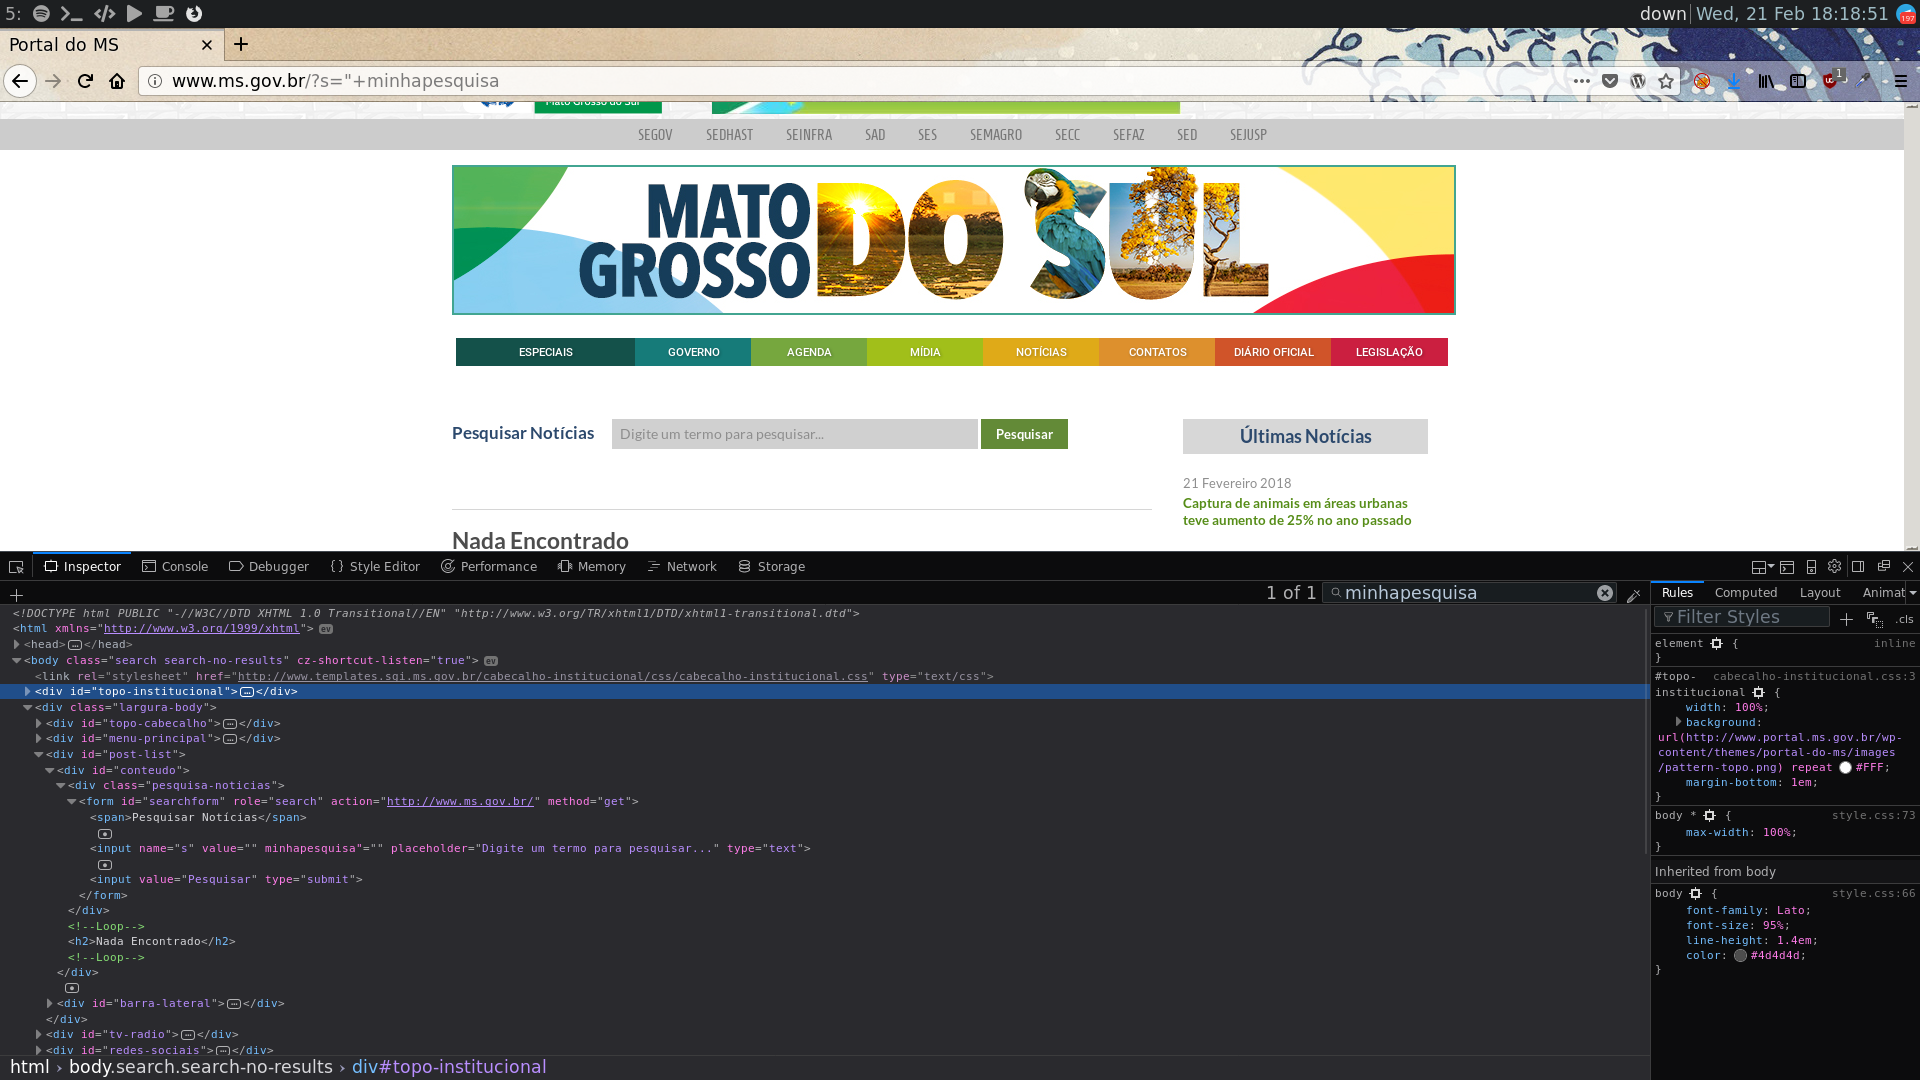 5:
down Wed, 21 Feb 18:18:51 197
Portal do MS
www.ms.gov.br/?s="+minhapesquisa
1
Mato Grosso do Sul
SEGOV SEDHAST SEINFRA SAD SES SEMAGRO SECC SEFAZ SED SEJUSP
MATO
GROSSO
DO SUL
ESPECIAIS GOVERNO AGENDA MÍDIA NOTÍCIAS CONTATOS DIÁRIO OFICIAL LEGISLAÇÃO
Pesquisar Notícias Digite um termo para pesquisar... Pesquisar
Últimas Notícias
21 Fevereiro 2018
Captura de animais em áreas urbanas
teve aumento de 25% no ano passado
Nada Encontrado
Inspector Console Debugger {} Style Editor Performance Memory Network Storage
1 of 1 minhapesquisa
<!DOCTYPE html PUBLIC "-//W3C//DTD XHTML 1.0 Transitional//EN" "http://www.w3.org/TR/xhtml1/DTD/xhtml1-transitional.dtd">
<html xmlns="http://www.w3.org/1999/xhtml"> ev
<head></head>
<body class="search search-no-results" cz-shortcut-listen="true"> ev
<link rel="stylesheet" href="http://www.templates.sgi.ms.gov.br/cabecalho-institucional/css/cabecalho-institucional.css" type="text/css">
<div id="topo-institucional"></div>
<div class="largura-body">
<div id="topo-cabecalho"></div>
<div id="menu-principal"></div>
<div id="post-list">
<div id="conteudo">
<div class="pesquisa-noticias">
<form id="searchform" role="search" action="http://www.ms.gov.br/" method="get">
<span>Pesquisar Notícias</span>
<input name="s" value="" minhapesquisa"="" placeholder="Digite um termo para pesquisar..." type="text">
<input value="Pesquisar" type="submit">
</form>
</div>
<!--Loop-->
<h2>Nada Encontrado</h2>
<!--Loop-->
</div>
<div id="barra-lateral"></div>
</div>
<div id="tv-radio"></div>
<div id="redes-sociais"></div>
html › body.search.search-no-results › div#topo-institucional
Rules Computed Layout Animat
Filter Styles .cls
element { inline
}
#topo- cabecalho-institucional.css:3
institucional {
width: 100%;
background:
url(http://www.portal.ms.gov.br/wp-
content/themes/portal-do-ms/images
/pattern-topo.png) repeat #FFF;
margin-bottom: 1em;
}
body * { style.css:73
max-width: 100%;
}
Inherited from body
body { style.css:66
font-family: Lato;
font-size: 95%;
line-height: 1.4em;
color: #4d4d4d;
}